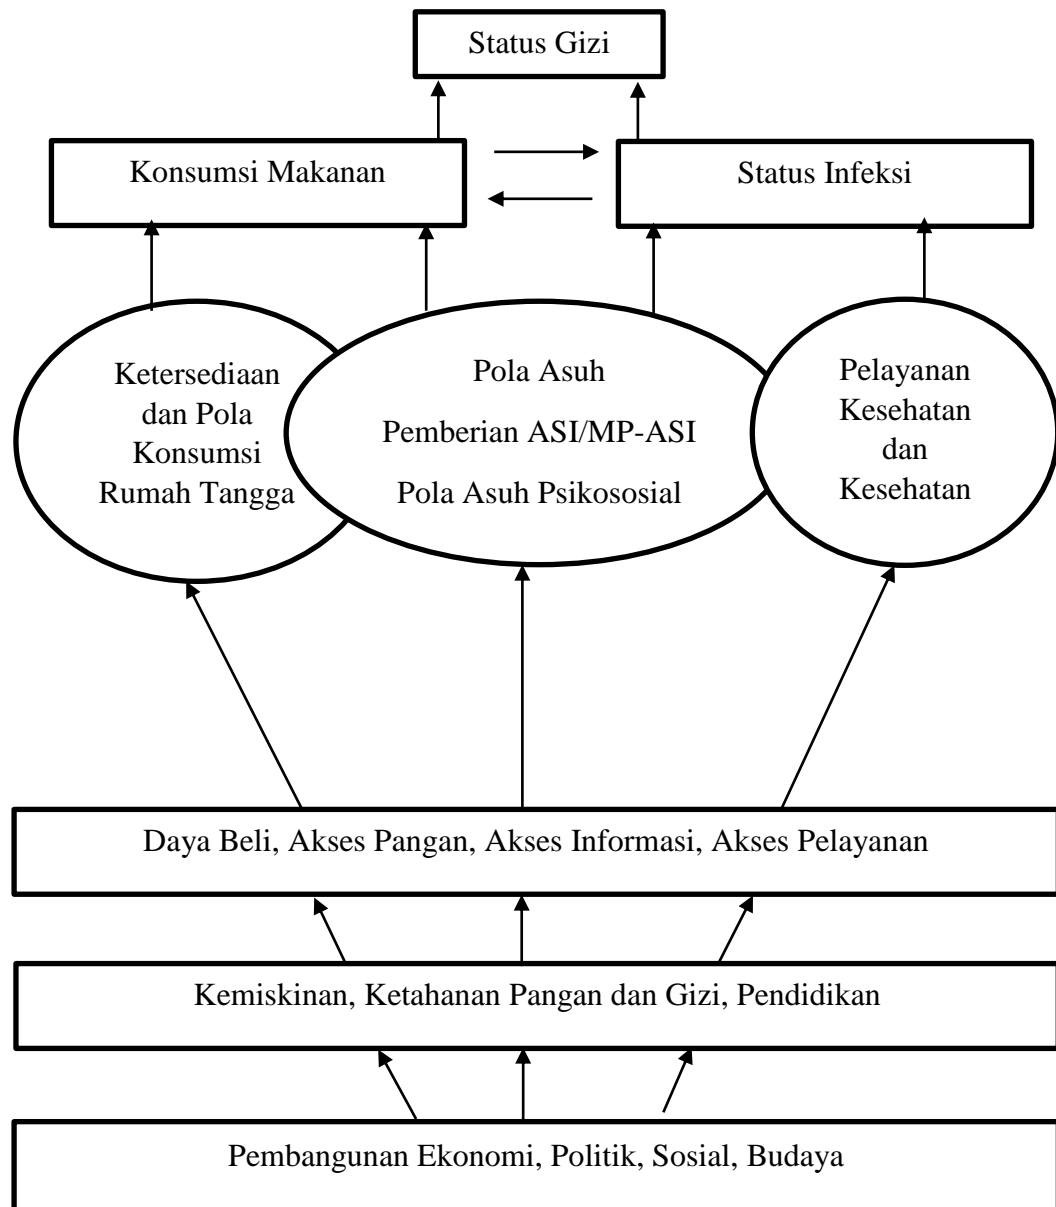 Status Gizi
Konsumsi Makanan
Status Infeksi
Ketersediaan
dan Pola
Konsumsi
Rumah Tangga
Pola Asuh
Pemberian ASI/MP-ASI
Pola Asuh Psikososial
Pelayanan
Kesehatan
dan
Kesehatan
Daya Beli, Akses Pangan, Akses Informasi, Akses Pelayanan
Kemiskinan, Ketahanan Pangan dan Gizi, Pendidikan
Pembangunan Ekonomi, Politik, Sosial, Budaya